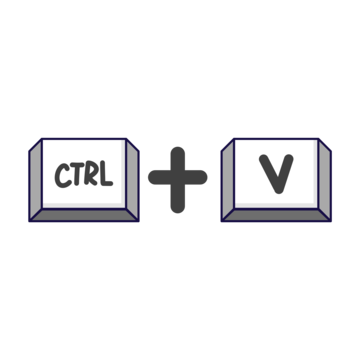 CTRL + V